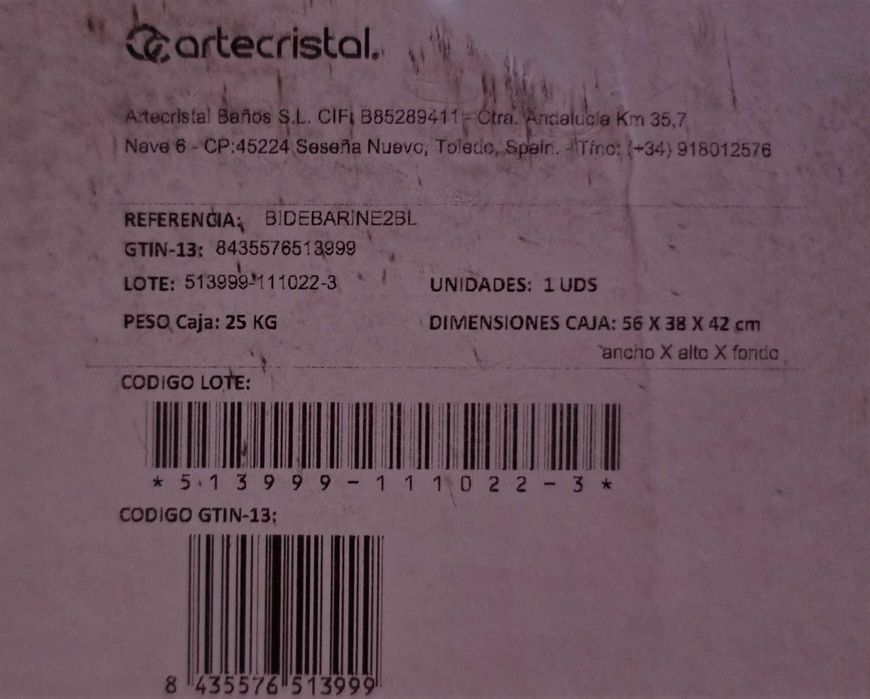 artecristal.
Artecristal Baños S.L. CIF: B85289411 - Ctra. Andalucía Km 35,7
Nave 6 - CP:45224 Seseña Nuevo, Toledo, Spain. - Tfno: (+34) 918012576
REFERENCIA: BIDEBARINE2BL
GTIN-13: 8435576513999
LOTE: 513999-111022-3 UNIDADES: 1 UDS
PESO Caja: 25 KG DIMENSIONES CAJA: 56 X 38 X 42 cm
ancho X alto X fondo
CODIGO LOTE:
*513999-111022-3*
CODIGO GTIN-13:
8 435576 513999